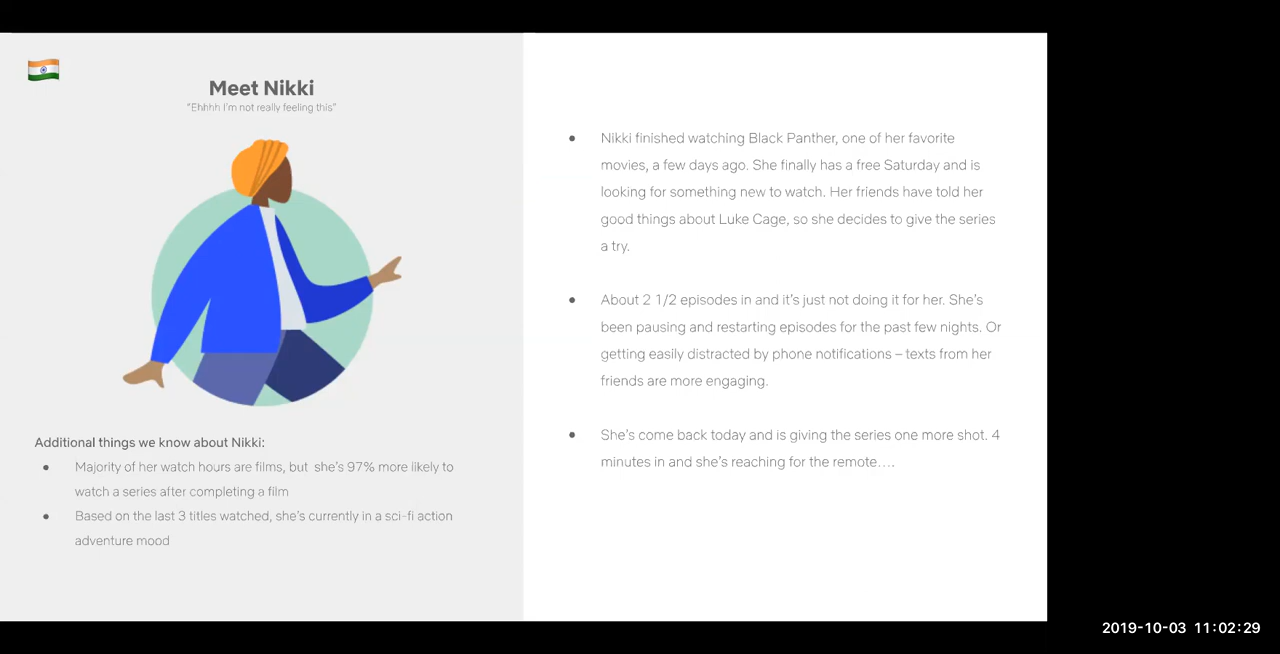 Meet Nikki
"Ehhhh I'm not really feeling this"
Additional things we know about Nikki:
● Majority of her watch hours are films, but she's 97% more likely to
watch a series after completing a film
● Based on the last 3 titles watched, she's currently in a sci-fi action
adventure mood
● Nikki finished watching Black Panther, one of her favorite
movies, a few days ago. She finally has a free Saturday and is
looking for something new to watch. Her friends have told her
good things about Luke Cage, so she decides to give the series
a try.
● About 2 1/2 episodes in and it's just not doing it for her. She's
been pausing and restarting episodes for the past few nights. Or
getting easily distracted by phone notifications – texts from her
friends are more engaging.
● She's come back today and is giving the series one more shot. 4
minutes in and she's reaching for the remote....
2019-10-03 11:02:29